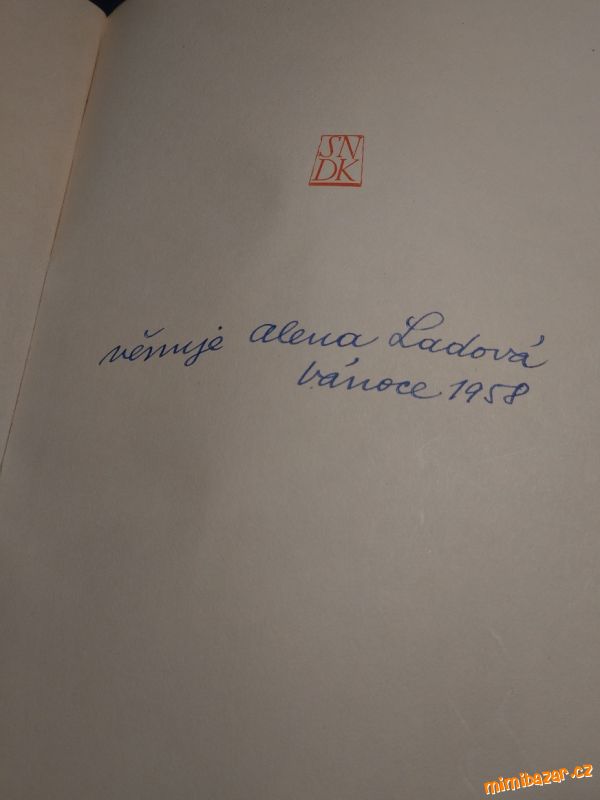 SN
DK
věnuje alena Ladová
vánoce 1958
mimibazar.cz